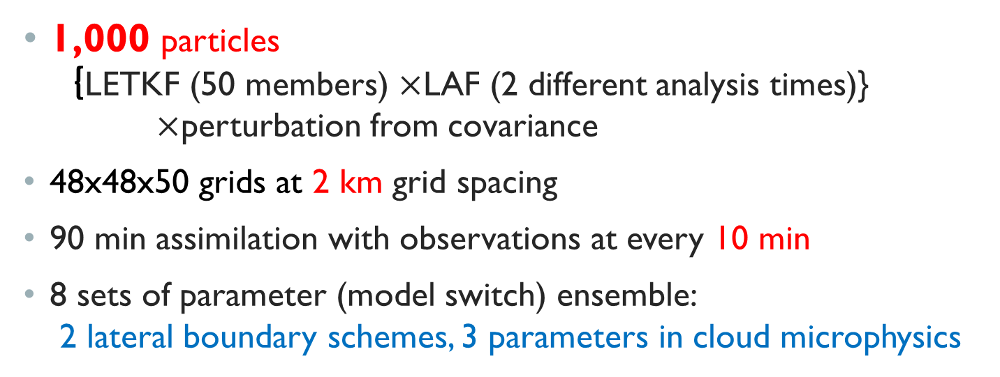 • 1,000 particles
{LETKF (50 members) ×LAF (2 different analysis times)}
×perturbation from covariance
• 48x48x50 grids at 2 km grid spacing
• 90 min assimilation with observations at every 10 min
• 8 sets of parameter (model switch) ensemble:
2 lateral boundary schemes, 3 parameters in cloud microphysics